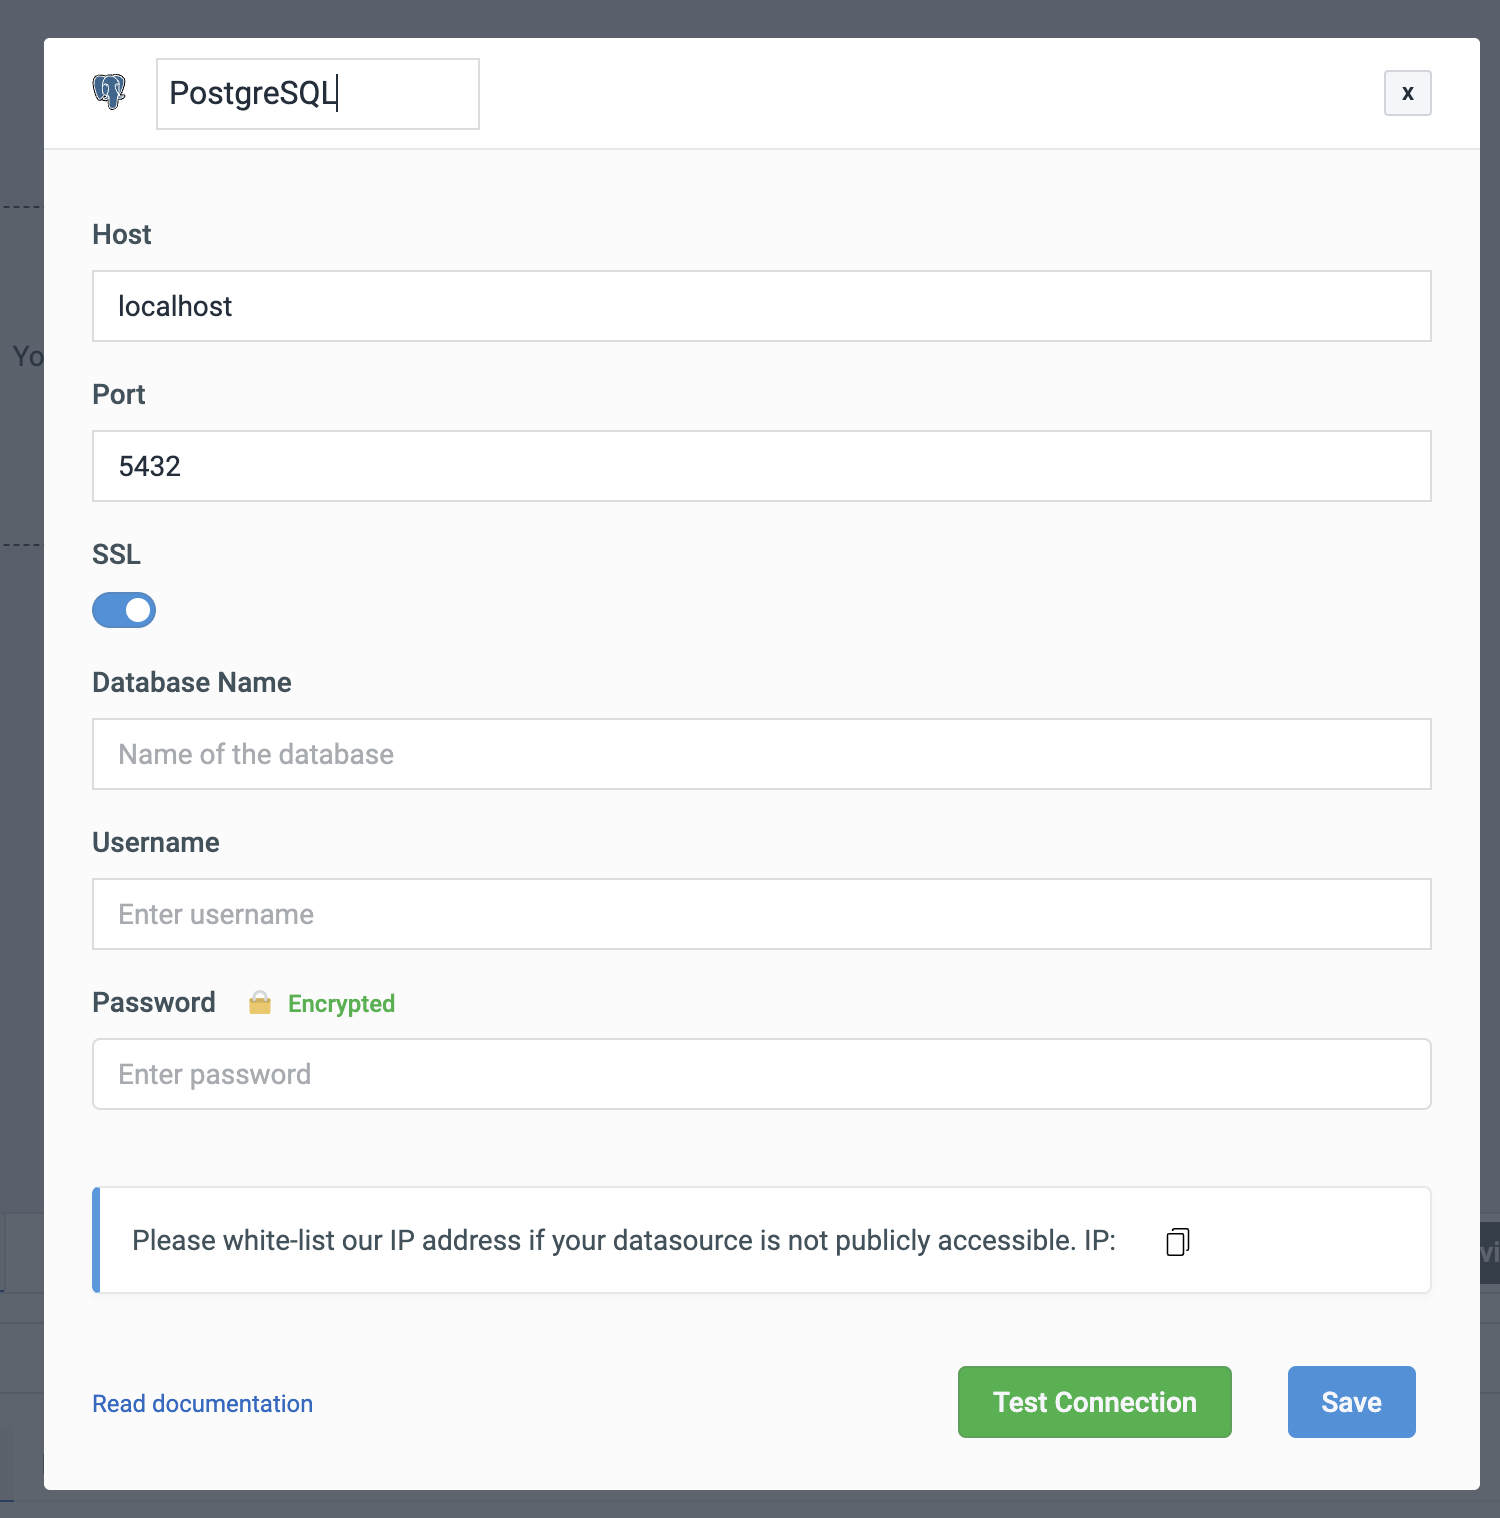 PostgreSQL
x
Host
localhost
Yo
Port
5432
SSL
Database Name
Name of the database
Username
Enter username
Password Encrypted
Enter password
Please white-list our IP address if your datasource is not publicly accessible. IP:
vi
Read documentation
Test Connection
Save